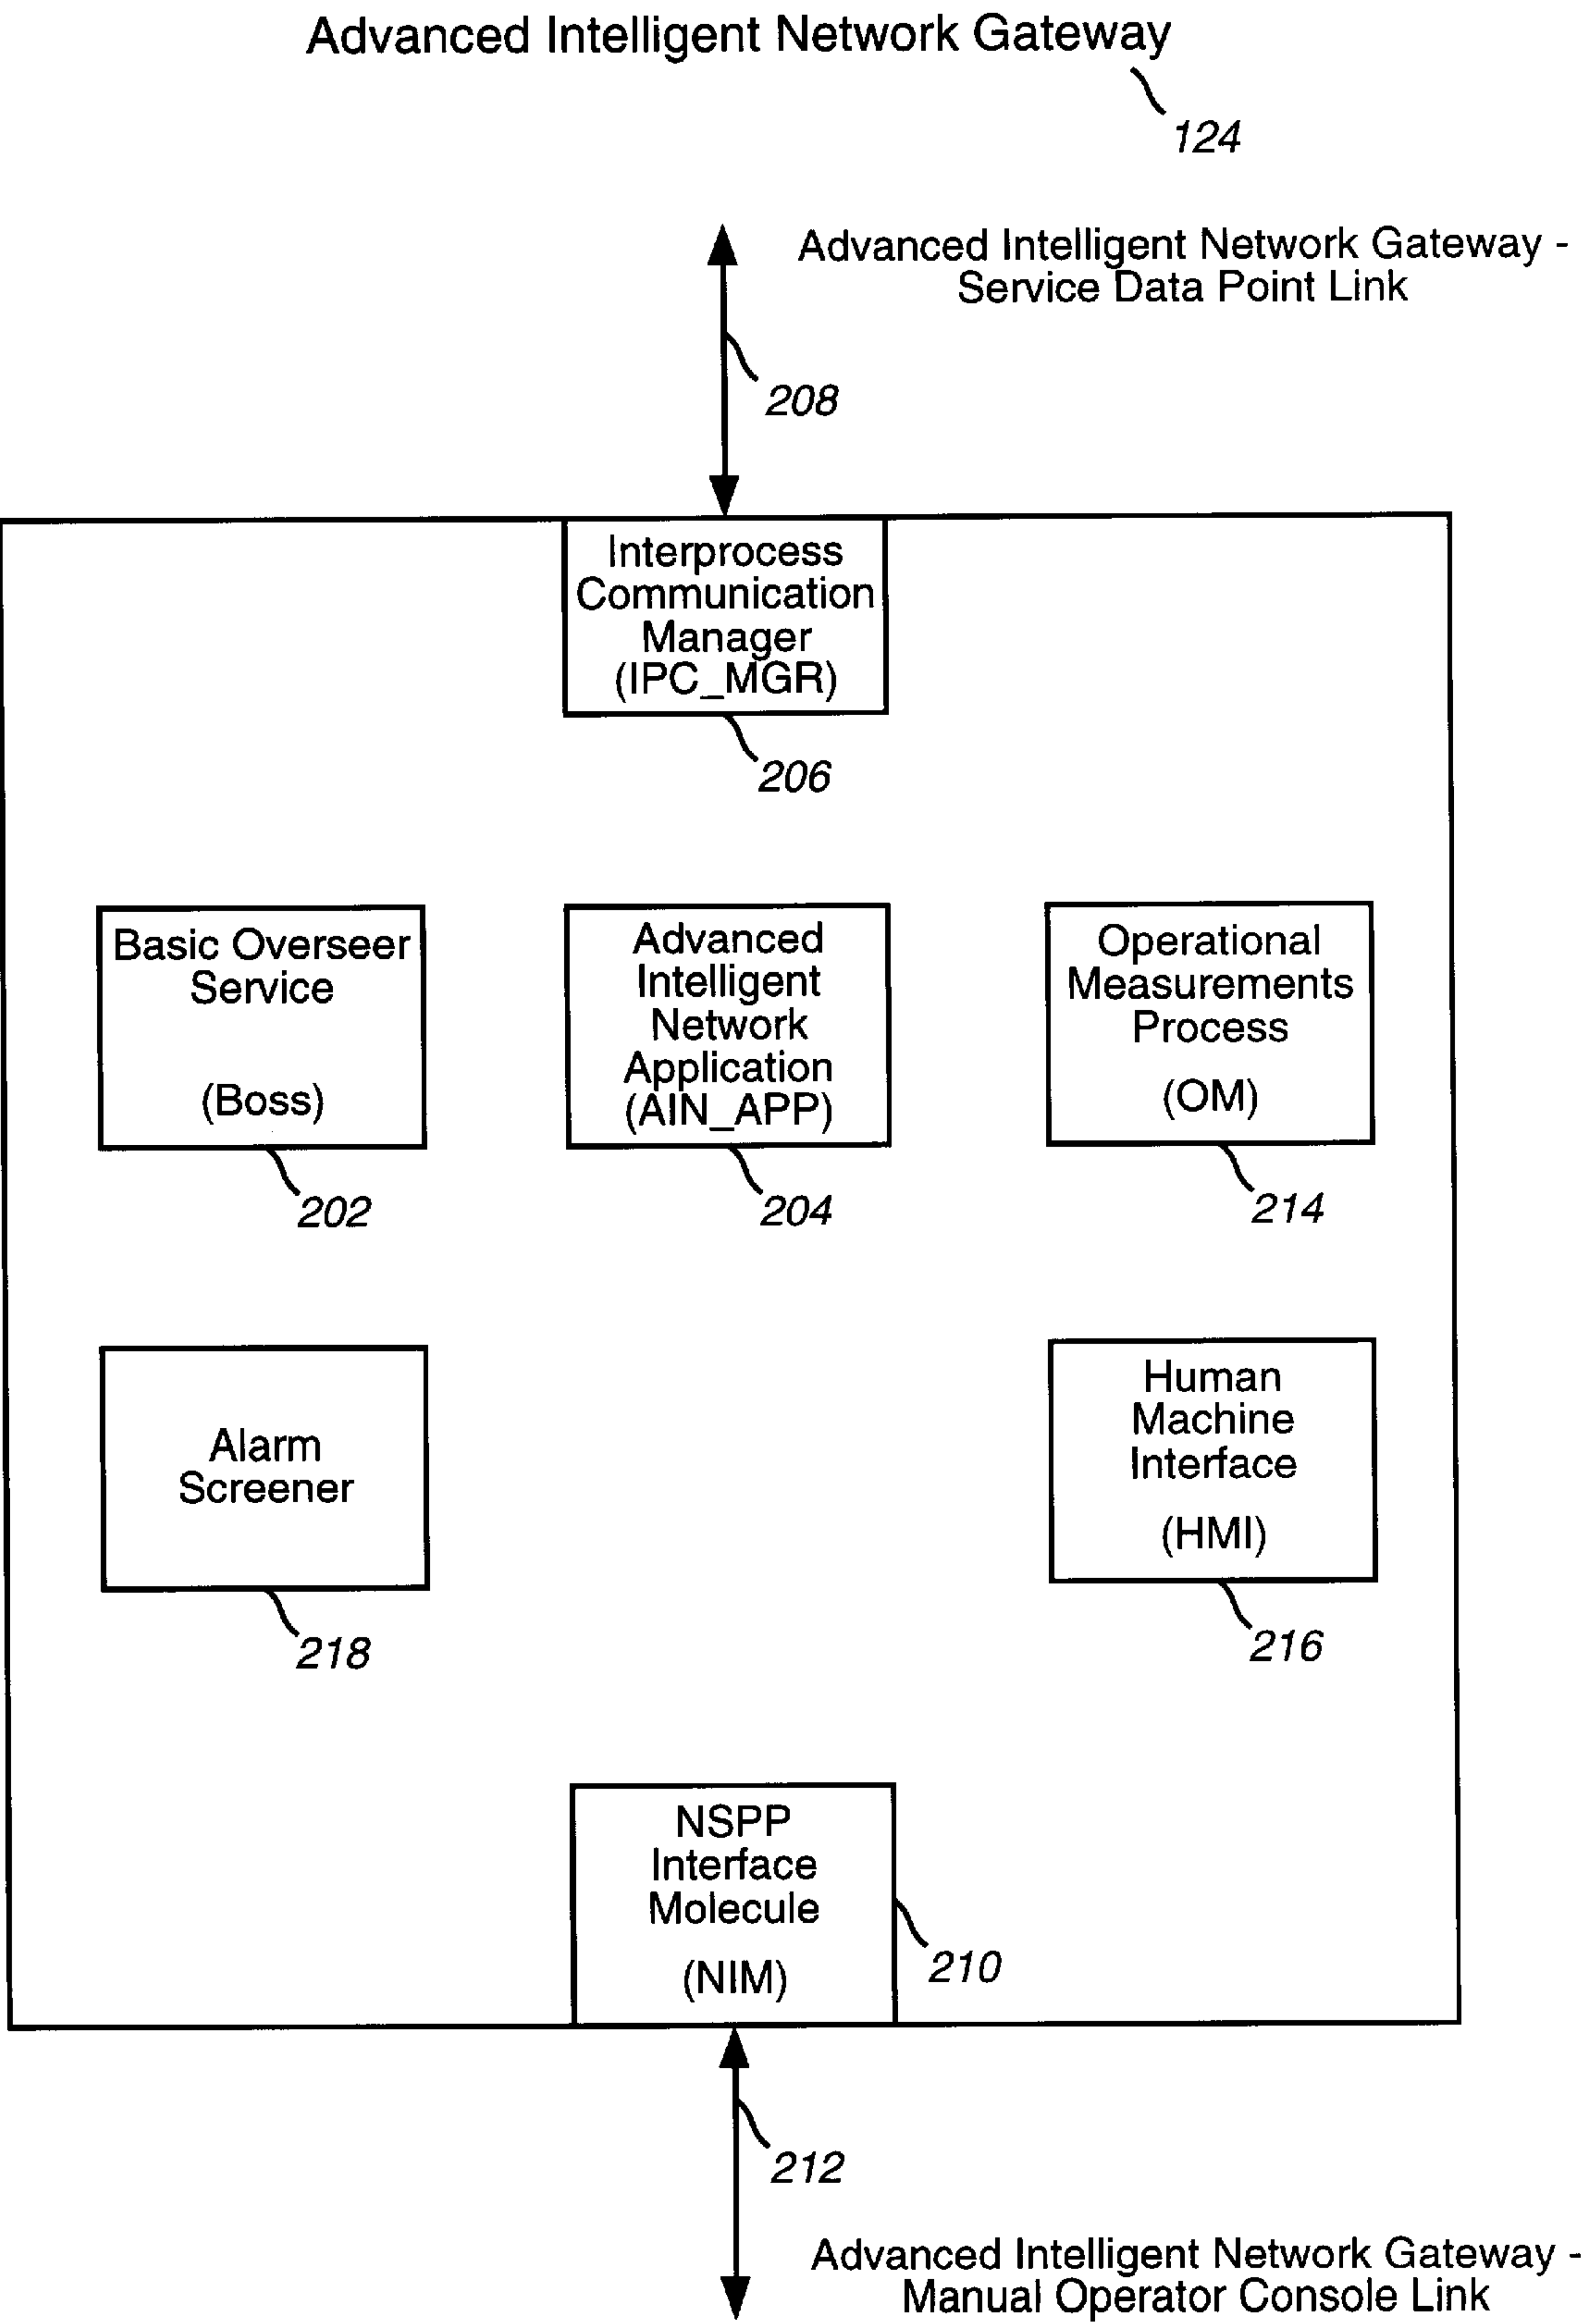 Advanced Intelligent Network Gateway
124
Advanced Intelligent Network Gateway -
Service Data Point Link
208
Interprocess
Communication
Manager
(IPC_MGR)
206
Basic Overseer
Service
(Boss)
202
Advanced
Intelligent
Network
Application
(AIN_APP)
204
Operational
Measurements
Process
(OM)
214
Alarm
Screener
218
Human
Machine
Interface
(HMI)
216
NSPP
Interface
Molecule
(NIM)
210
212
Advanced Intelligent Network Gateway -
Manual Operator Console Link